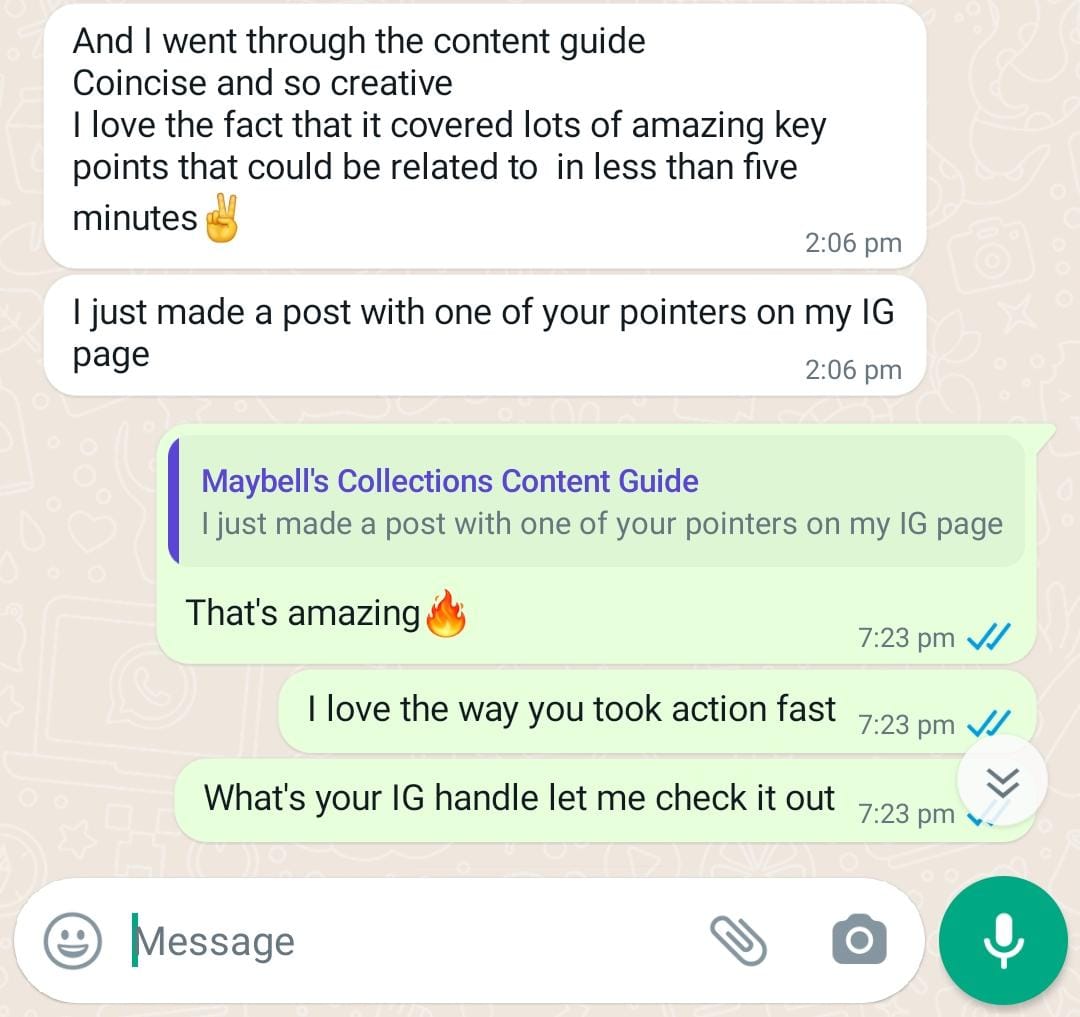 And I went through the content guide
Coincise and so creative
I love the fact that it covered lots of amazing key
points that could be related to  in less than five
minutes✌️
2:06 pm
I just made a post with one of your pointers on my IG
page
2:06 pm
Maybell's Collections Content Guide
I just made a post with one of your pointers on my IG page
That's amazing🔥
7:23 pm
I love the way you took action fast
7:23 pm
What's your IG handle let me check it out
7:23 pm
Message